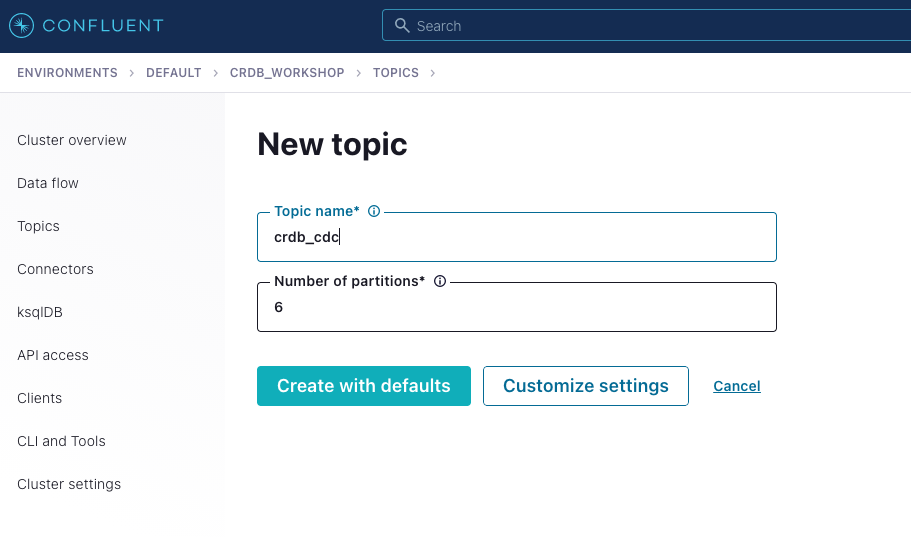 CONFLUENT
Search
ENVIRONMENTS > DEFAULT > CRDB_WORKSHOP > TOPICS >
Cluster overview
Data flow
Topics
Connectors
ksqlDB
API access
Clients
CLI and Tools
Cluster settings
New topic
Topic name*
crdb_cdc
Number of partitions*
6
Create with defaults
Customize settings
Cancel